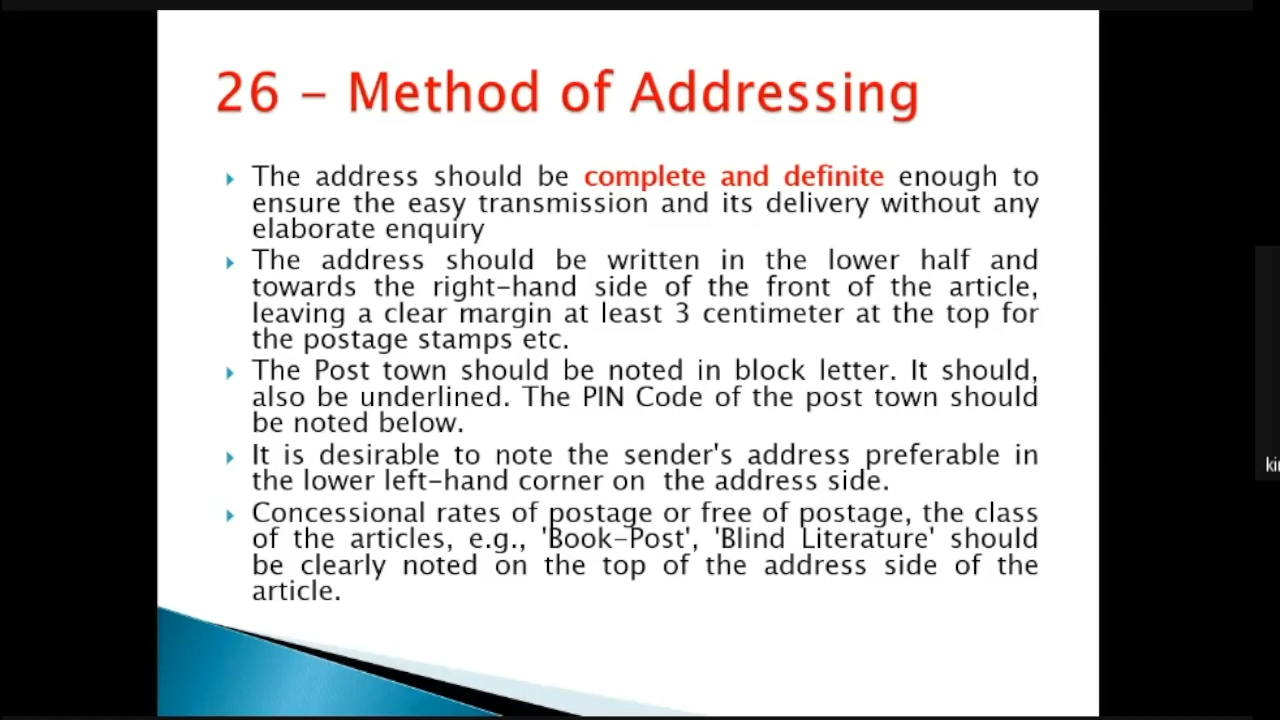 26 – Method of Addressing
The address should be complete and definite enough to
ensure the easy transmission and its delivery without any
elaborate enquiry
The address should be written in the lower half and
towards the right-hand side of the front of the article,
leaving a clear margin at least 3 centimeter at the top for
the postage stamps etc.
The Post town should be noted in block letter. It should,
also be underlined. The PIN Code of the post town should
be noted below.
It is desirable to note the sender's address preferable in
the lower left-hand corner on the address side.
Concessional rates of postage or free of postage, the class
of the articles, e.g., 'Book-Post', 'Blind Literature' should
be clearly noted on the top of the address side of the
article.